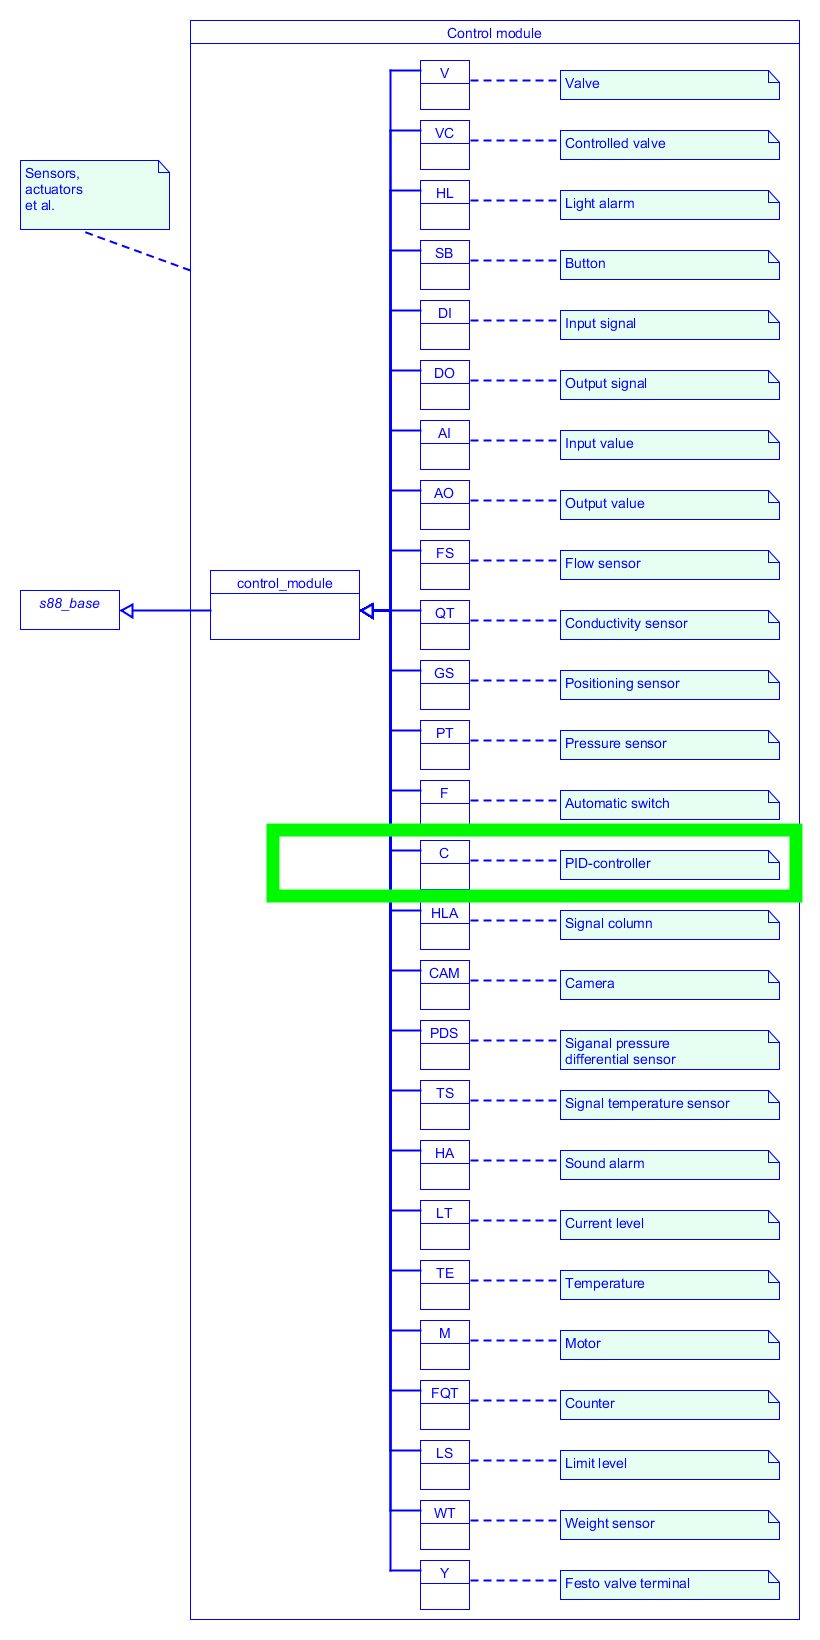 Control module
V
Valve
VC
Controlled valve
Sensors,
actuators
et al.
HL
Light alarm
SB
Button
DI
Input signal
DO
Output signal
AI
Input value
AO
Output value
FS
Flow sensor
s88_base
control_module
QT
Conductivity sensor
GS
Positioning sensor
PT
Pressure sensor
F
Automatic switch
C
PID-controller
HLA
Signal column
CAM
Camera
PDS
Siganal pressure
differential sensor
TS
Signal temperature sensor
HA
Sound alarm
LT
Current level
TE
Temperature
M
Motor
FQT
Counter
LS
Limit level
WT
Weight sensor
Y
Festo valve terminal